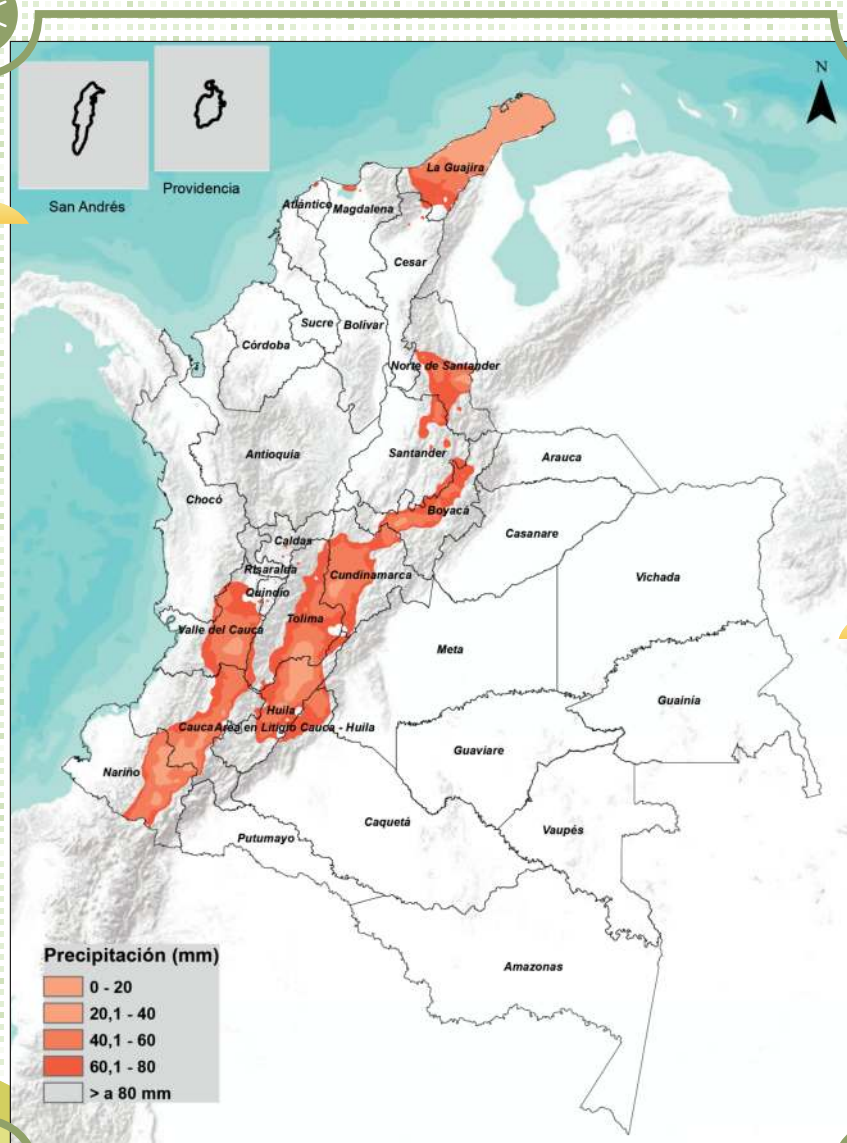 N
San Andrés
Providencia
La Guajira
Atlántico
Magdalena
Cesar
Sucre
Bolívar
Córdoba
Norte de Santander
Antioquia
Santander
Arauca
Chocó
Boyacá
Casanare
Caldas
Risaralda
Cundinamarca
Vichada
Quindío
Tolima
Valle del Cauca
Meta
Guainía
Huila
Cauca
Area en Litigio Cauca - Huila
Guaviare
Nariño
Caquetá
Vaupés
Putumayo
Amazonas
Precipitación (mm)
0 - 20
20,1 - 40
40,1 - 60
60,1 - 80
> a 80 mm